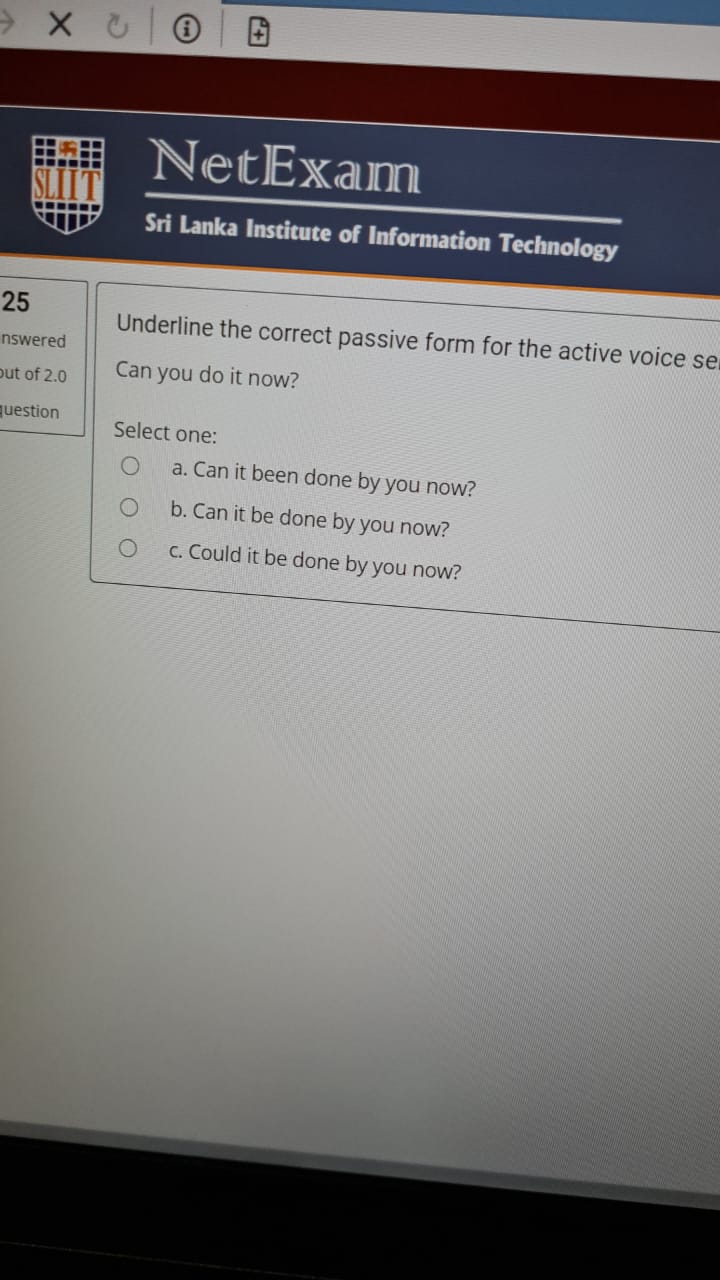 SLIIT
NetExam
Sri Lanka Institute of Information Technology
25
nswered
out of 2.0
question
Underline the correct passive form for the active voice se
Can you do it now?
Select one:
a. Can it been done by you now?
b. Can it be done by you now?
c. Could it be done by you now?